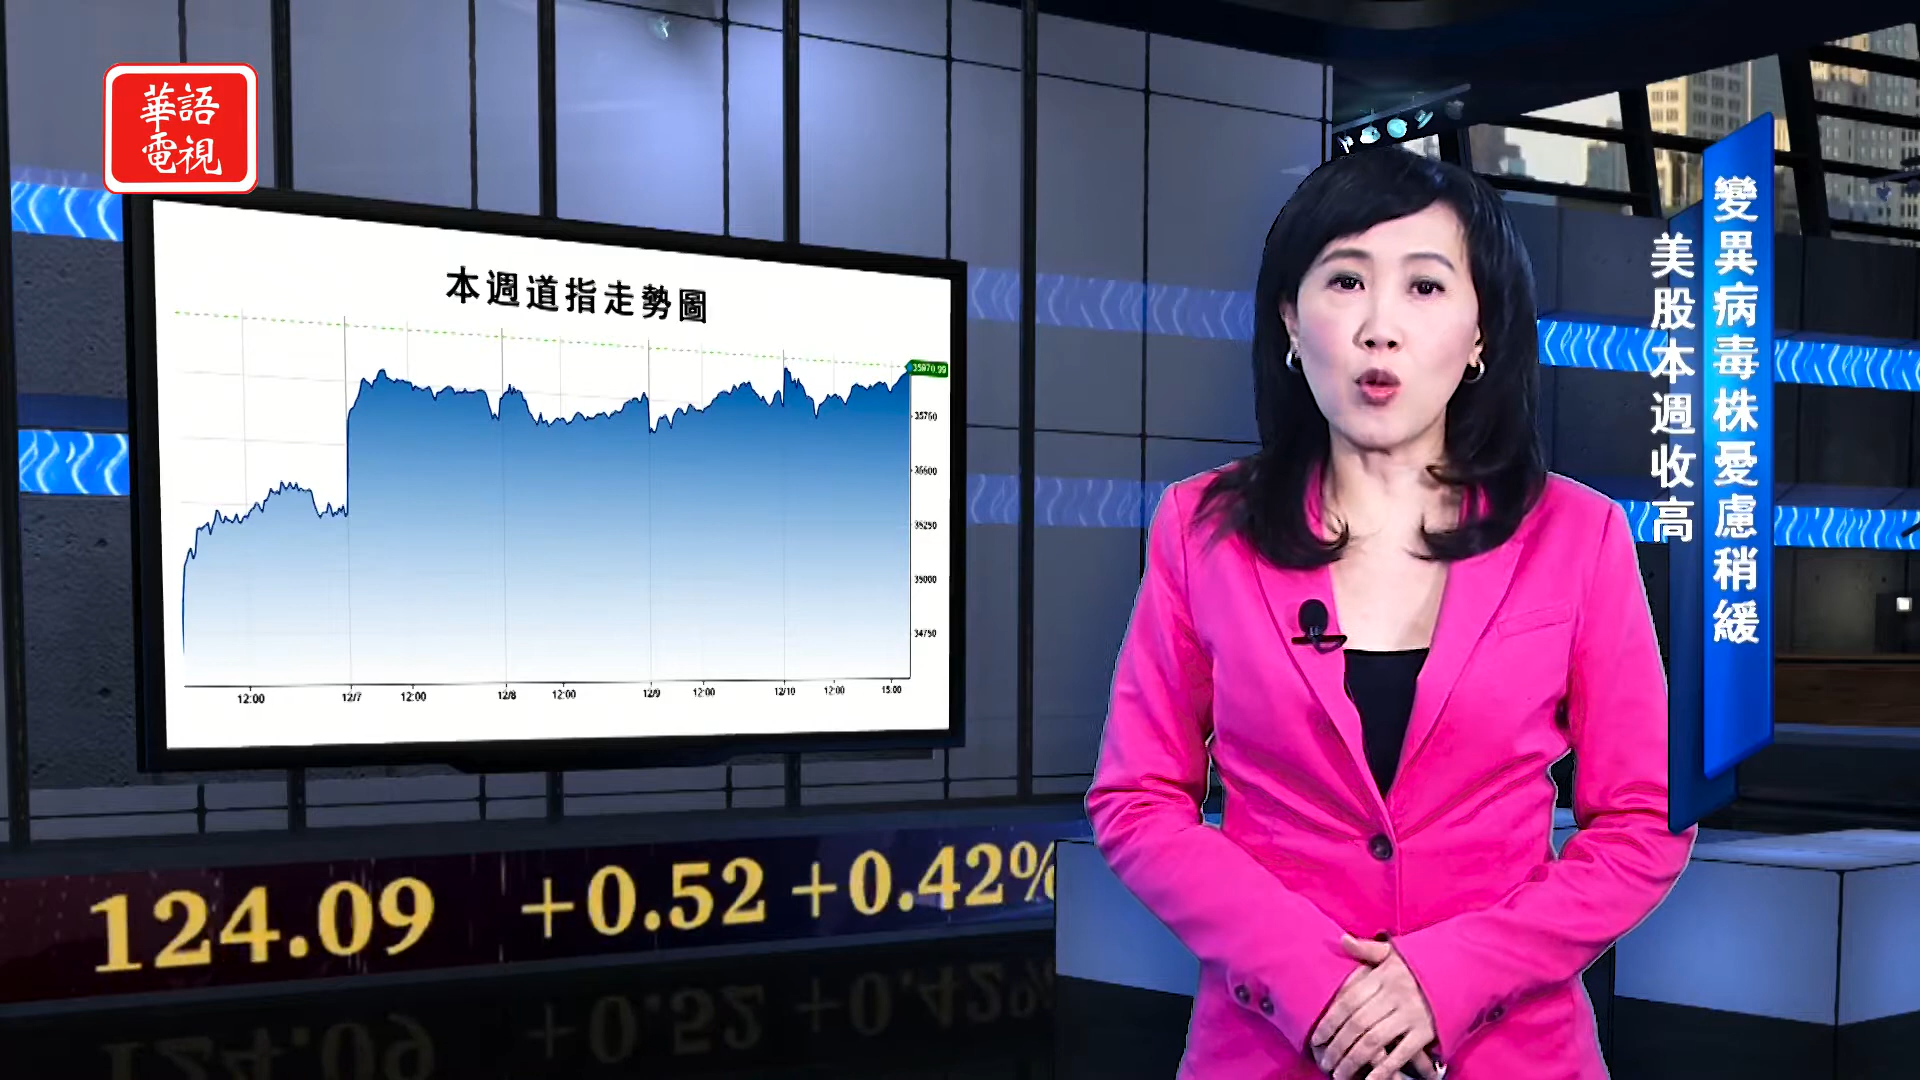 華語
電視
本週道指走勢圖
35970.99
35750
35500
35250
35000
34750
12:00 12/7 12:00 12/8 12:00 12/9 12:00 12/10 12:00 15:00
變異病毒株憂慮稍緩
美股本週收高
124.09 +0.52 +0.42%